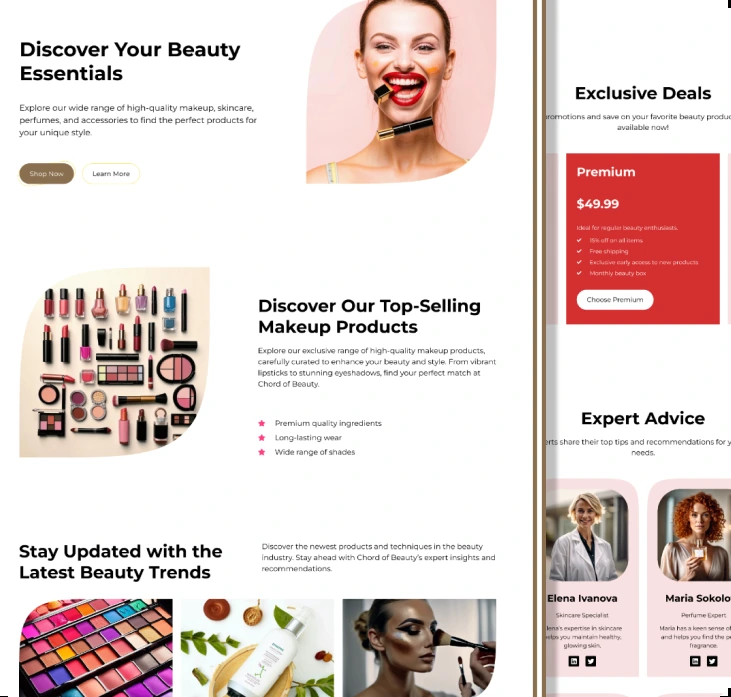 Discover Your Beauty
Essentials
Explore our wide range of high-quality makeup, skincare,
perfumes, and accessories to find the perfect products for
your unique style.
Shop Now
Learn More
Discover Our Top-Selling
Makeup Products
Explore our exclusive range of high-quality makeup products,
carefully curated to enhance your beauty and style. From vibrant
lipsticks to stunning eyeshadows, find your perfect match at
Chord of Beauty.
Premium quality ingredients
Long-lasting wear
Wide range of shades
Stay Updated with the
Latest Beauty Trends
Discover the newest products and techniques in the beauty
industry. Stay ahead with Chord of Beauty's expert insights and
recommendations.
Exclusive Deals
promotions and save on your favorite beauty produc
available now!
Premium
$49.99
Ideal for regular beauty enthusiasts.
15% off on all items
Free shipping
Exclusive early access to new products
Monthly beauty box
Choose Premium
Expert Advice
erts share their top tips and recommendations for y
needs.
Elena Ivanova
Skincare Specialist
lena's expertise in skincare
helps you maintain healthy,
glowing skin.
Maria Sokolo
Perfume Expert
Maria has a keen sense of
and helps you find the pe
fragrance.